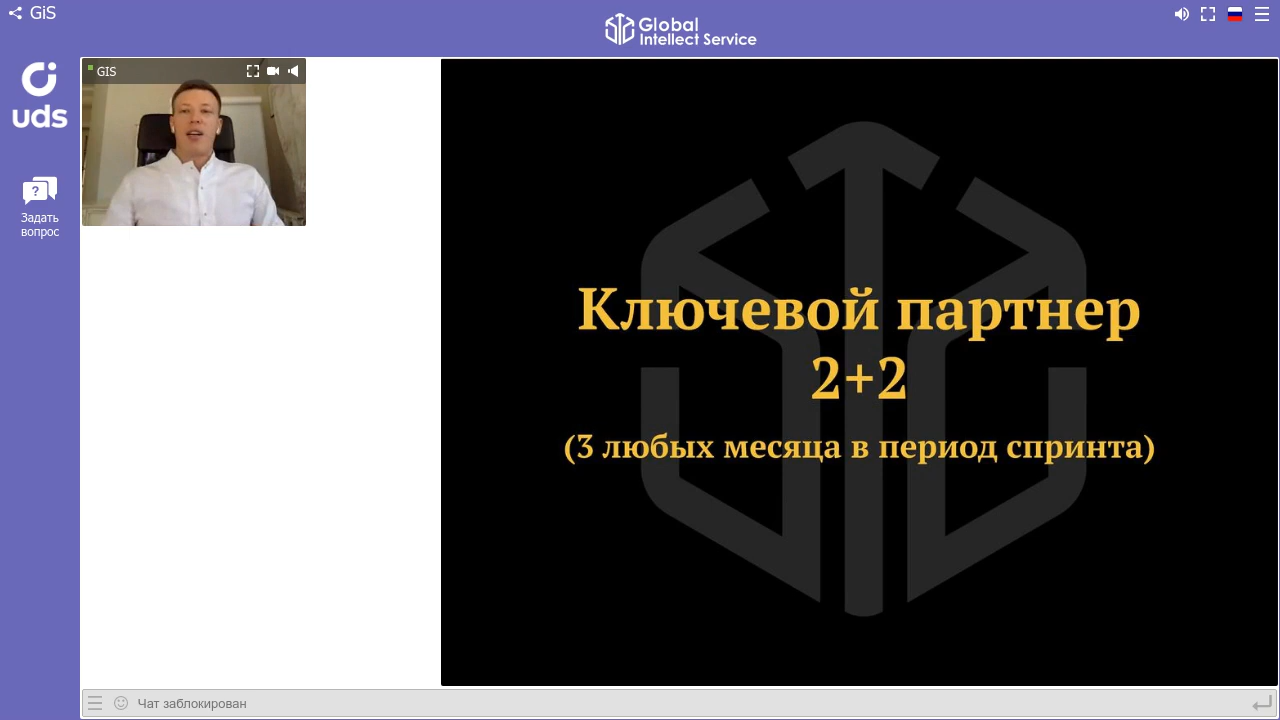 GiS
Global
Intellect Service
uds
GIS
?
Задать
вопрос
Ключевой партнер
2+2
(3 любых месяца в период спринта)
Чат заблокирован